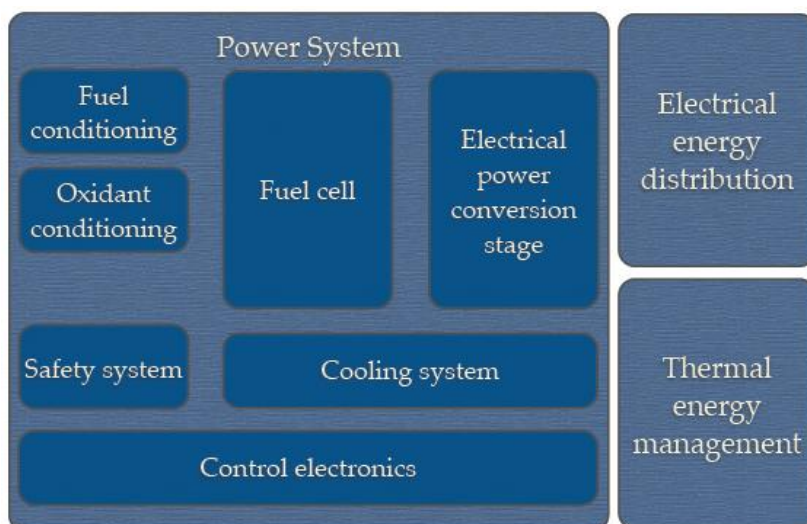 Power System
Fuel
conditioning
Oxidant
conditioning
Fuel cell
Electrical
power
conversion
stage
Safety system
Cooling system
Control electronics
Electrical
energy
distribution
Thermal
energy
management